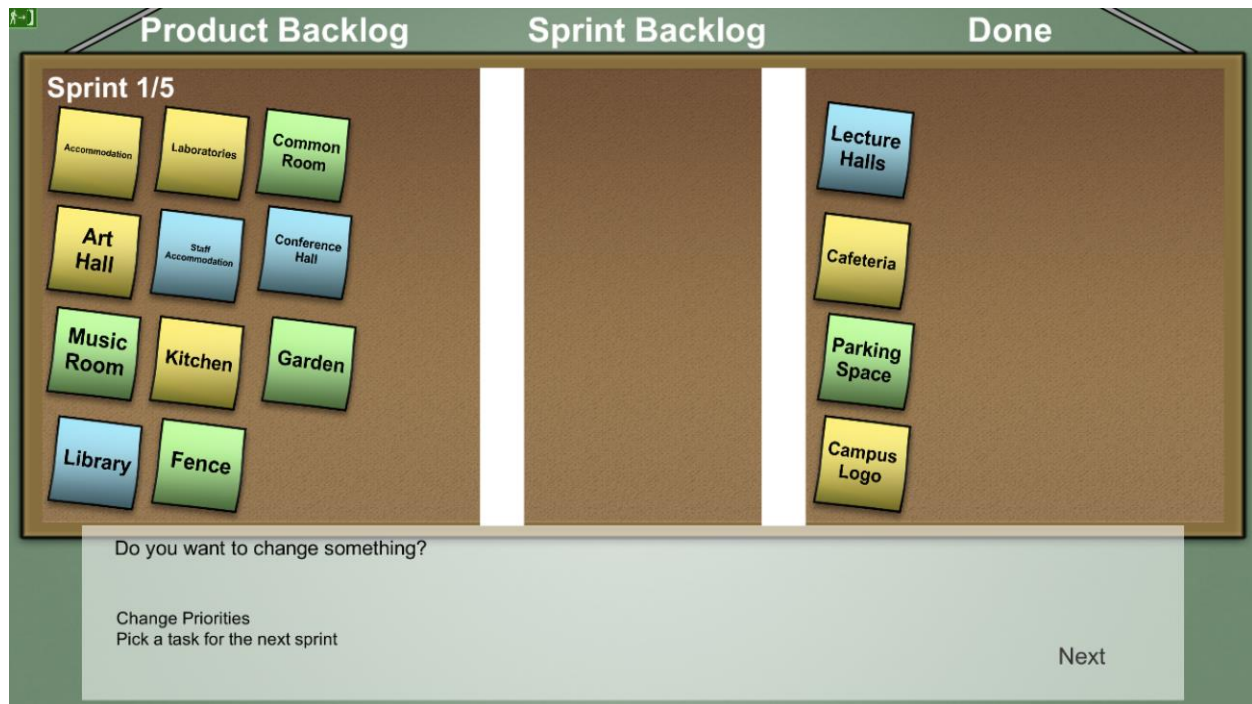 Product Backlog
Sprint Backlog
Done
Sprint 1/5
Accommodation
Laboratories
Common
Room
Art
Hall
Staff
Accommodation
Conference
Hall
Music
Room
Kitchen
Garden
Library
Fence
Lecture
Halls
Cafeteria
Parking
Space
Campus
Logo
Do you want to change something?
Change Priorities
Pick a task for the next sprint
Next